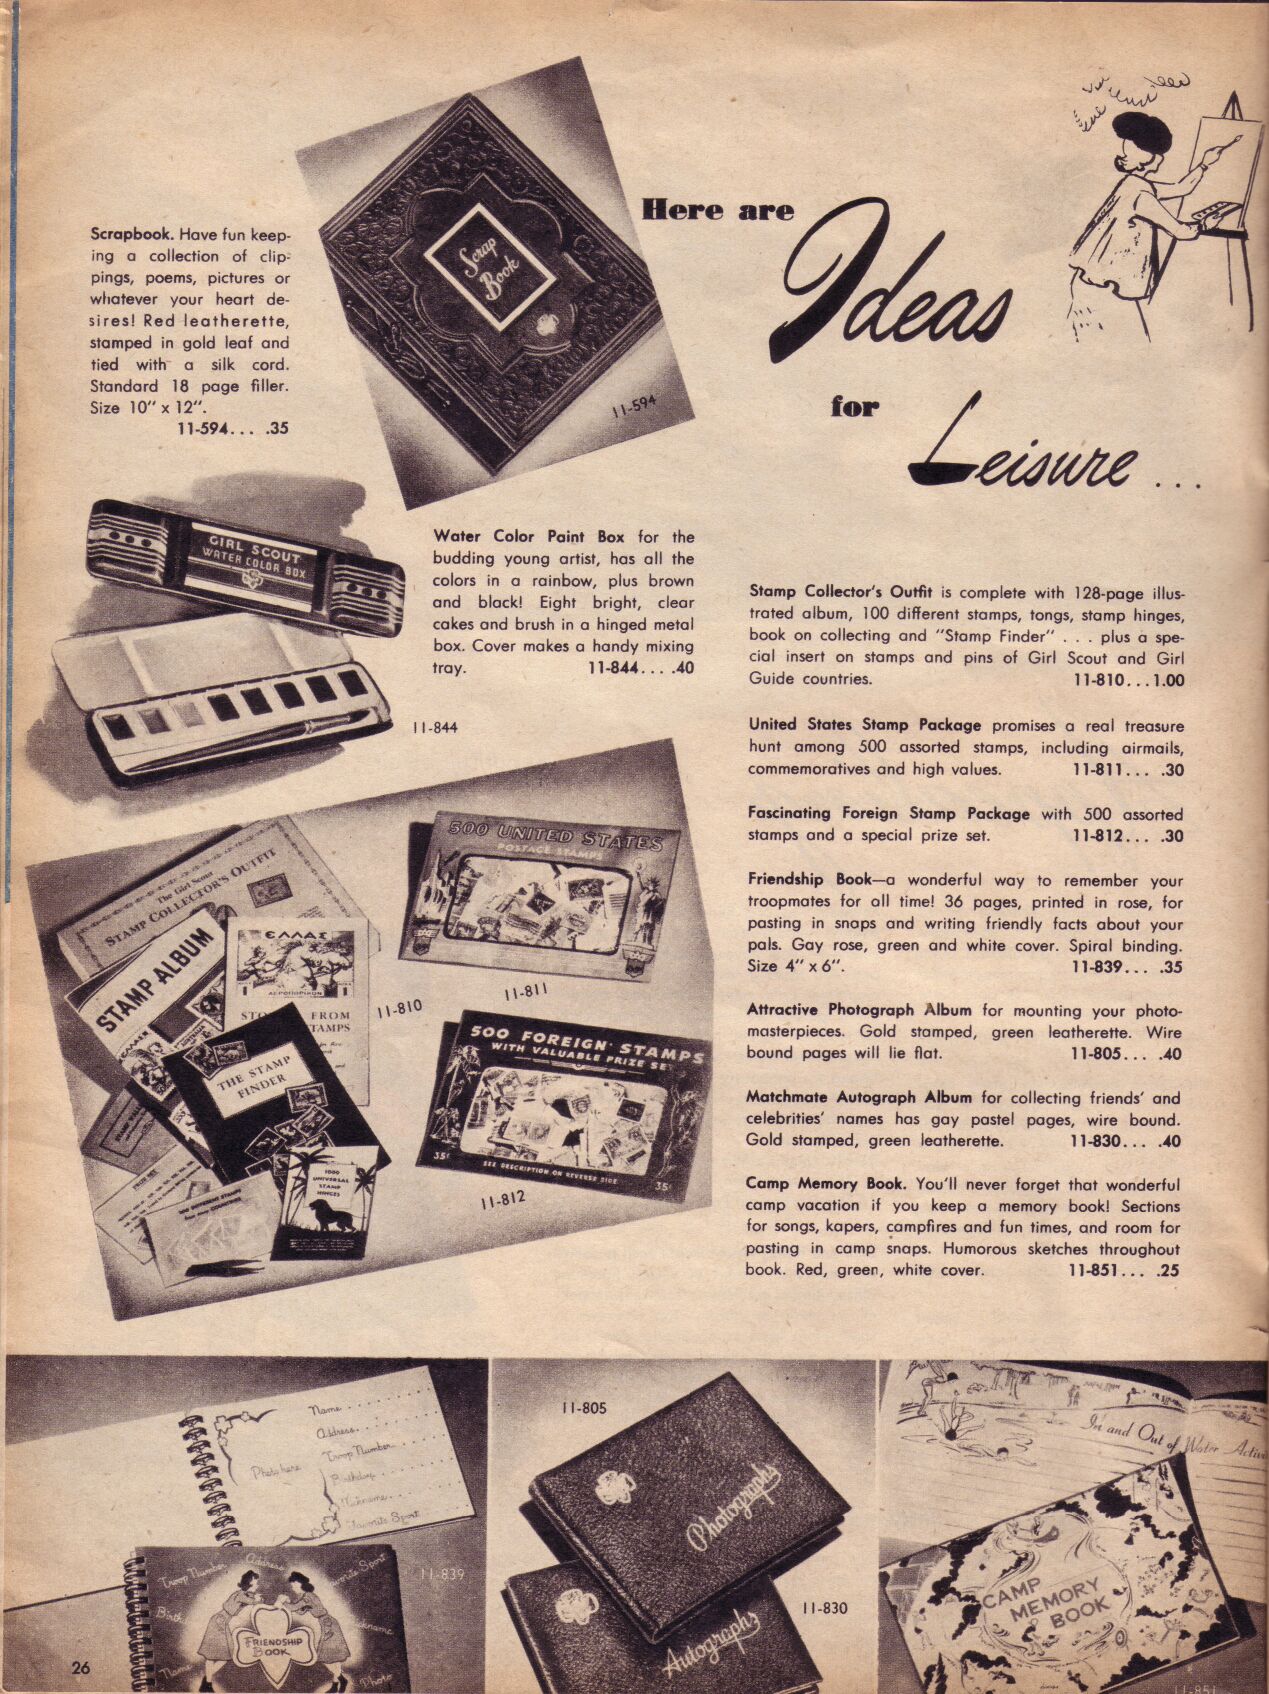 Here are
Ideas
for
Leisure ...
Scrapbook. Have fun keep-
ing a collection of clip-
pings, poems, pictures or
whatever your heart de-
sires! Red leatherette,
stamped in gold leaf and
tied with a silk cord.
Standard 18 page filler.
Size 10" x 12".
11-594... .35
Scrap
Book
11-594
GIRL SCOUT
WATER COLOR BOX
11-844
Water Color Paint Box for the
budding young artist, has all the
colors in a rainbow, plus brown
and black! Eight bright, clear
cakes and brush in a hinged metal
box. Cover makes a handy mixing
tray. 11-844.... .40
Stamp Collector's Outfit is complete with 128-page illus-
trated album, 100 different stamps, tongs, stamp hinges,
book on collecting and "Stamp Finder" . . . plus a spe-
cial insert on stamps and pins of Girl Scout and Girl
Guide countries. 11-810...1.00
United States Stamp Package promises a real treasure
hunt among 500 assorted stamps, including airmails,
commemoratives and high values. 11-811... .30
Fascinating Foreign Stamp Package with 500 assorted
stamps and a special prize set. 11-812... .30
Friendship Book—a wonderful way to remember your
troopmates for all time! 36 pages, printed in rose, for
pasting in snaps and writing friendly facts about your
pals. Gay rose, green and white cover. Spiral binding.
Size 4" x 6". 11-839... .35
Attractive Photograph Album for mounting your photo-
masterpieces. Gold stamped, green leatherette. Wire
bound pages will lie flat. 11-805... .40
Matchmate Autograph Album for collecting friends' and
celebrities' names has gay pastel pages, wire bound.
Gold stamped, green leatherette. 11-830... .40
Camp Memory Book. You'll never forget that wonderful
camp vacation if you keep a memory book! Sections
for songs, kapers, campfires and fun times, and room for
pasting in camp snaps. Humorous sketches throughout
book. Red, green, white cover. 11-851... .25
The Girl Scout
STAMP COLLECTOR'S OUTFIT
STAMP ALBUM
ΕΛΛΑΣ
FROM
STAMPS
THE STAMP
FINDER
1000
UNIVERSAL
STAMP
HINGES
11-810
500 UNITED STATES
POSTAGE STAMPS
11-811
500 FOREIGN STAMPS
WITH VALUABLE PRIZE SET
35¢
SEE DESCRIPTION ON REVERSE SIDE
35¢
11-812
Name
Address
Troop Number
Photo here
Birthday
Nickname
Favorite Sport
11-839
Troop Number
Address
Favorite Sport
Birth
Nickname
Name
Photo
FRIENDSHIP
BOOK
11-805
Photographs
Autographs
11-830
In and Out of Water
CAMP
MEMORY
BOOK
11-851
26